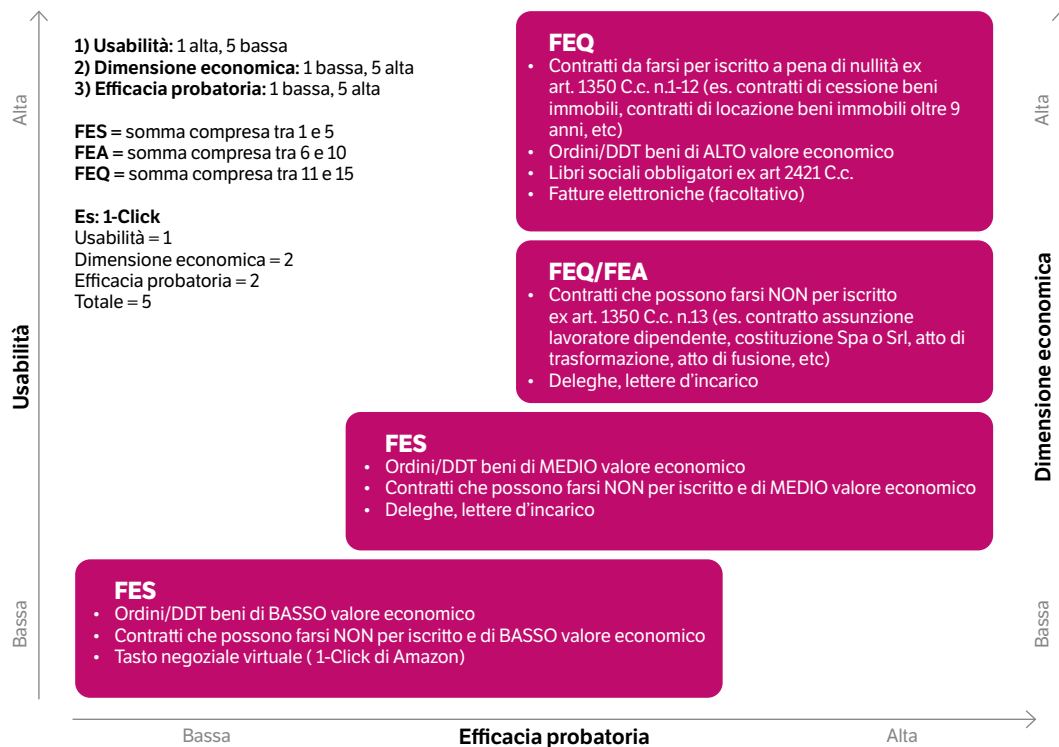 1) Usabilità: 1 alta, 5 bassa
2) Dimensione economica: 1 bassa, 5 alta
3) Efficacia probatoria: 1 bassa, 5 alta
FES = somma compresa tra 1 e 5
FEA = somma compresa tra 6 e 10
FEQ = somma compresa tra 11 e 15
Es: 1-Click
Usabilità = 1
Dimensione economica = 2
Efficacia probatoria = 2
Totale = 5
FEQ
• Contratti da farsi per iscritto a pena di nullità ex
art. 1350 C.c. n.1-12 (es. contratti di cessione beni
immobili, contratti di locazione beni immobili oltre 9
anni, etc)
• Ordini/DDT beni di ALTO valore economico
• Libri sociali obbligatori ex art 2421 C.c.
• Fatture elettroniche (facoltativo)
FEQ/FEA
• Contratti che possono farsi NON per iscritto
ex art. 1350 C.c. n.13 (es. contratto assunzione
lavoratore dipendente, costituzione Spa o Srl, atto di
trasformazione, atto di fusione, etc)
• Deleghe, lettere d'incarico
FES
• Ordini/DDT beni di MEDIO valore economico
• Contratti che possono farsi NON per iscritto e di MEDIO valore economico
• Deleghe, lettere d'incarico
FES
• Ordini/DDT beni di BASSO valore economico
• Contratti che possono farsi NON per iscritto e di BASSO valore economico
• Tasto negoziale virtuale ( 1-Click di Amazon)
Alta
Usabilità
Bassa
Alta
Dimensione economica
Bassa
Bassa
Efficacia probatoria
Alta